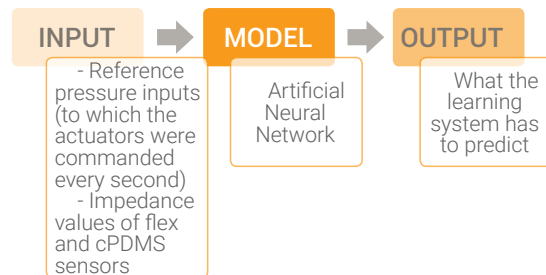 INPUT
MODEL
OUTPUT
- Reference
pressure inputs
(to which the
actuators were
commanded
every second)
- Impedance
values of flex
and cPDMS
sensors
Artificial
Neural
Network
What the
learning
system has
to predict